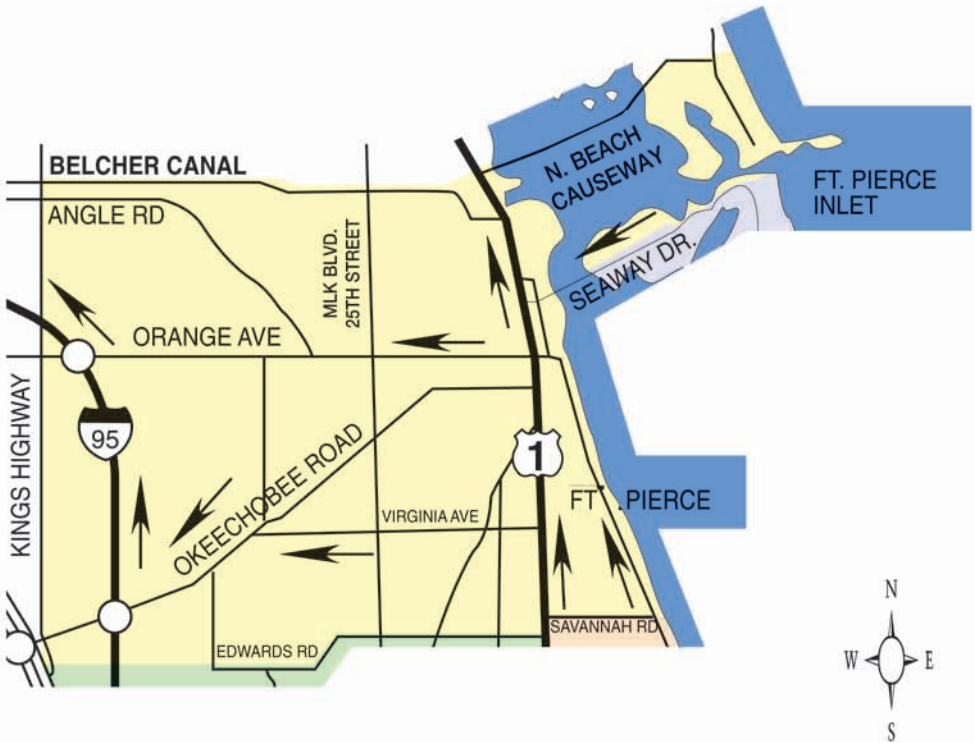 BELCHER CANAL
ANGLE RD
MLK BLVD.
25TH STREET
N. BEACH
CAUSEWAY
FT. PIERCE
INLET
SEAWAY DR.
ORANGE AVE
KINGS HIGHWAY
95
OKEECHOBEE ROAD
1
FT . PIERCE
VIRGINIA AVE
EDWARDS RD
SAVANNAH RD
N
W E
S